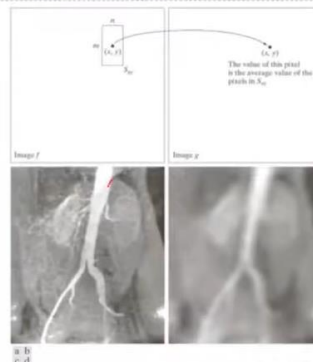 n
m
(x, y)
S_xy
(x, y)
The value of this pixel
is the average value of the
pixels in S_xy
Image f
Image g
a b
c d